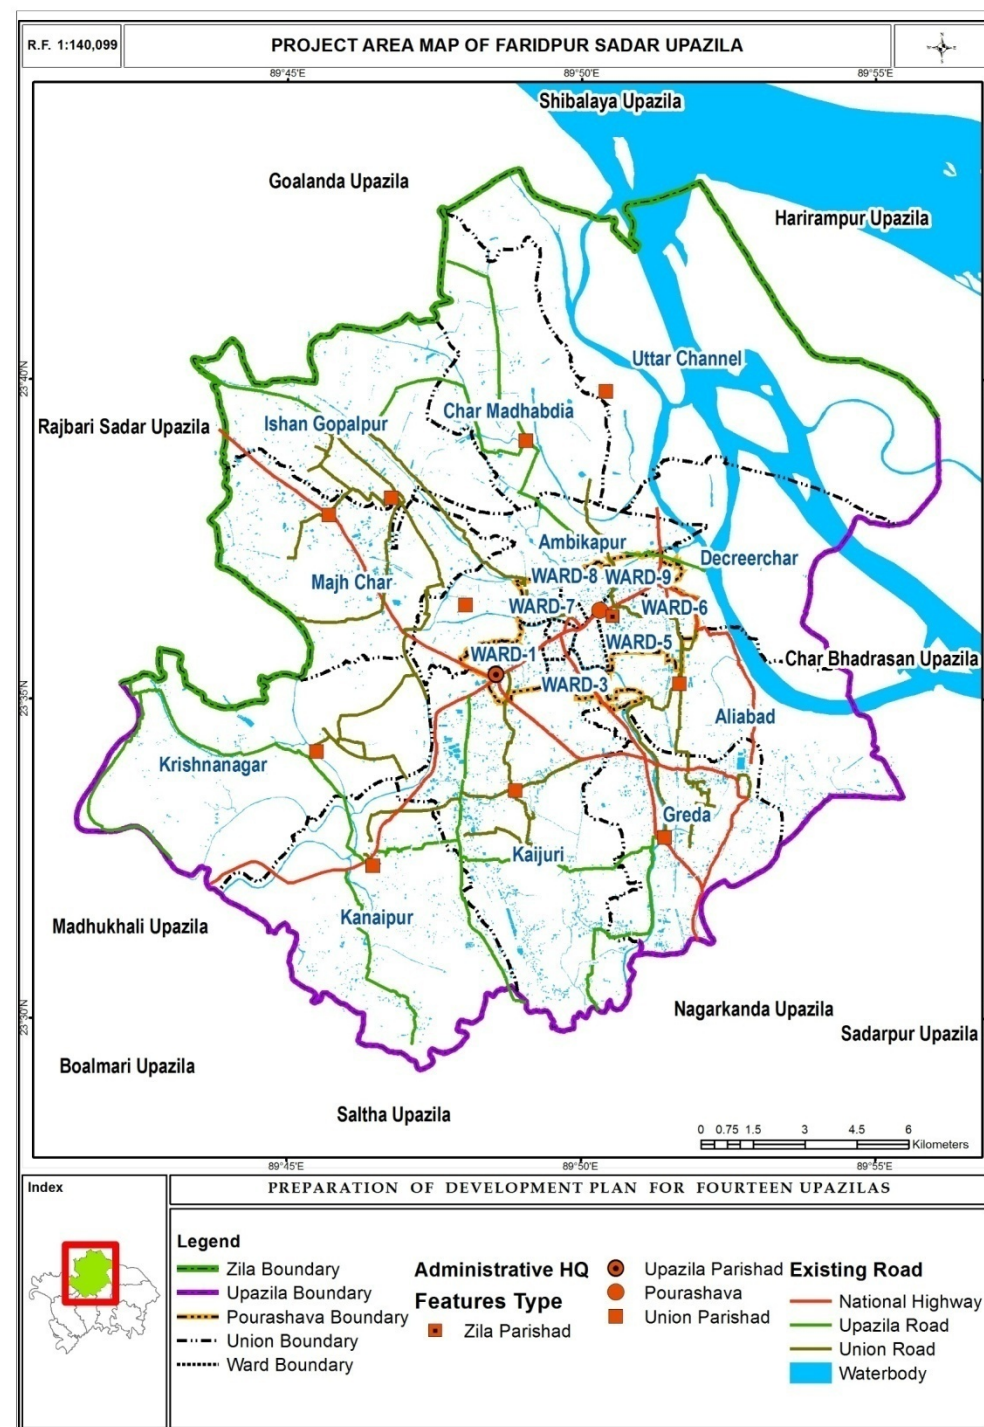 R.F. 1:140,099
PROJECT AREA MAP OF FARIDPUR SADAR UPAZILA
89°45'E
89°50'E
89°55'E
Shibalaya Upazila
Goalanda Upazila
Harirampur Upazila
Uttar Channel
23°40'N
Char Madhabdia
Ishan Gopalpur
Rajbari Sadar Upazila
Ambikapur
Decreerchar
Majh Char
WARD-8
WARD-9
WARD-7
WARD-6
WARD-5
WARD-1
Char Bhadrasan Upazila
WARD-3
23°35'N
Aliabad
Krishnanagar
Greda
Kaijuri
Kanaipur
Madhukhali Upazila
Nagarkanda Upazila
23°30'N
Sadarpur Upazila
Boalmari Upazila
Saltha Upazila
0 0.75 1.5 3 4.5 6
Kilometers
89°45'E
89°50'E
89°55'E
Index
PREPARATION OF DEVELOPMENT PLAN FOR FOURTEEN UPAZILAS
Legend
Zila Boundary
Upazila Boundary
Pourashava Boundary
Union Boundary
Ward Boundary
Administrative HQ
Features Type
Zila Parishad
Upazila Parishad
Pourashava
Union Parishad
Existing Road
National Highway
Upazila Road
Union Road
Waterbody